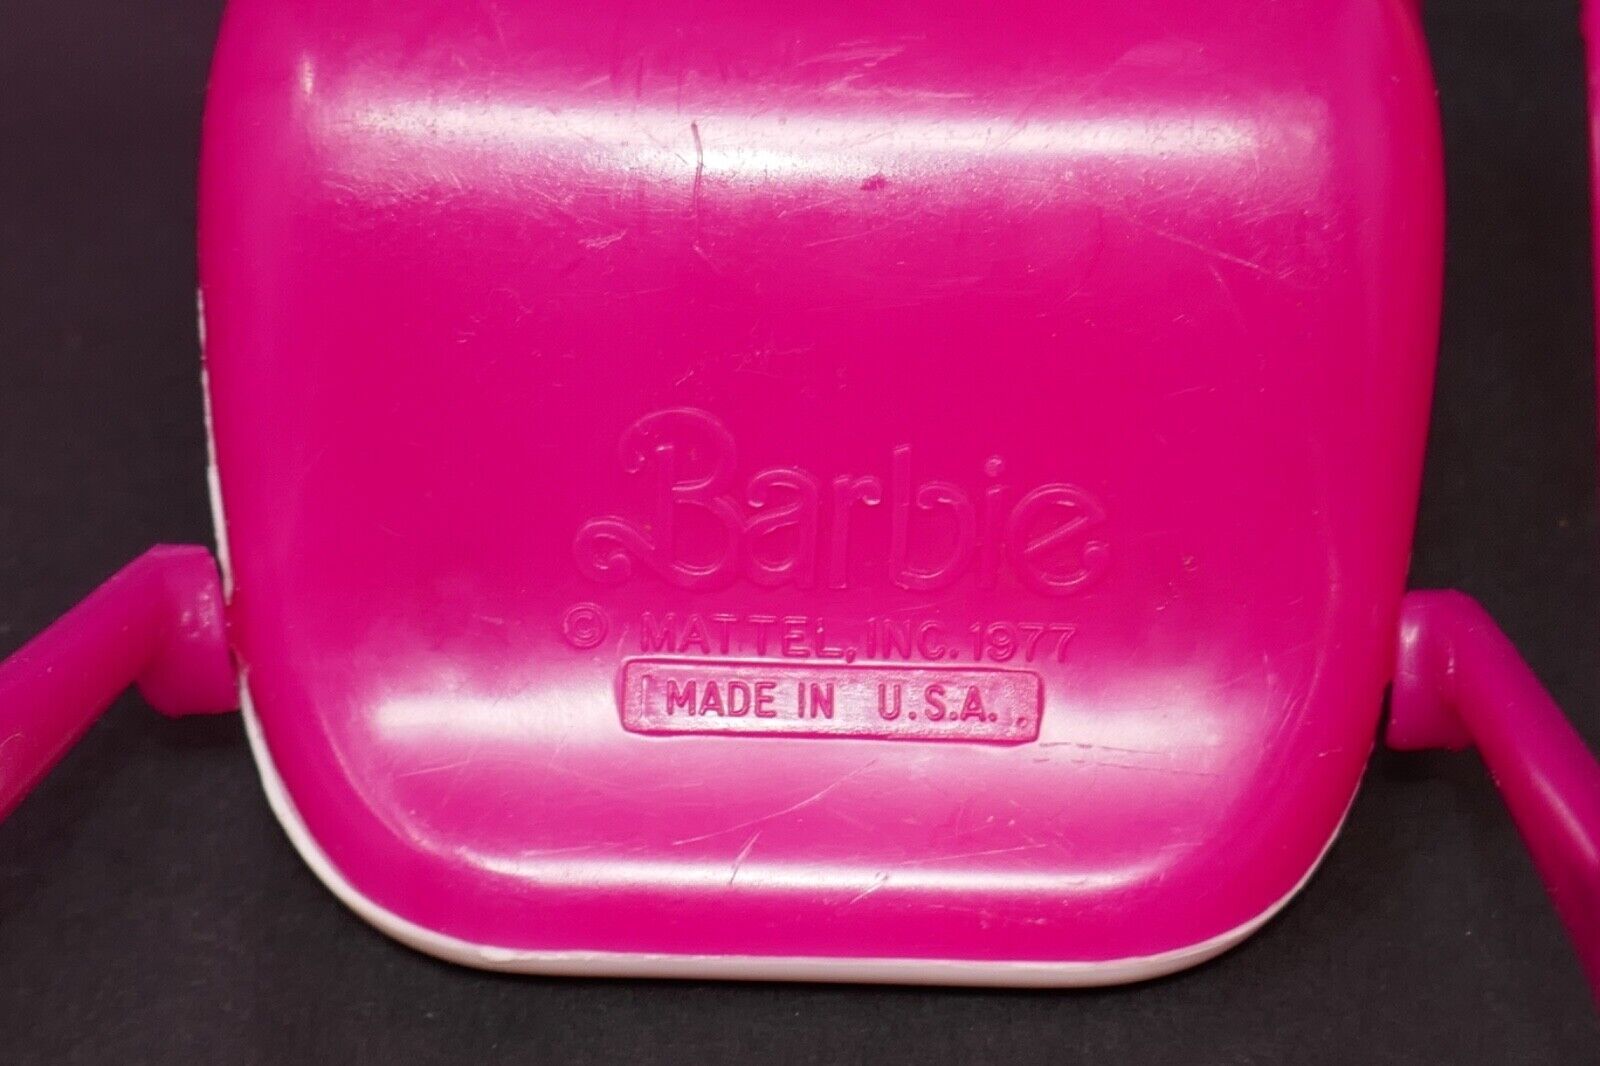 Barbie
© MATTEL, INC. 1977
MADE IN U.S.A.